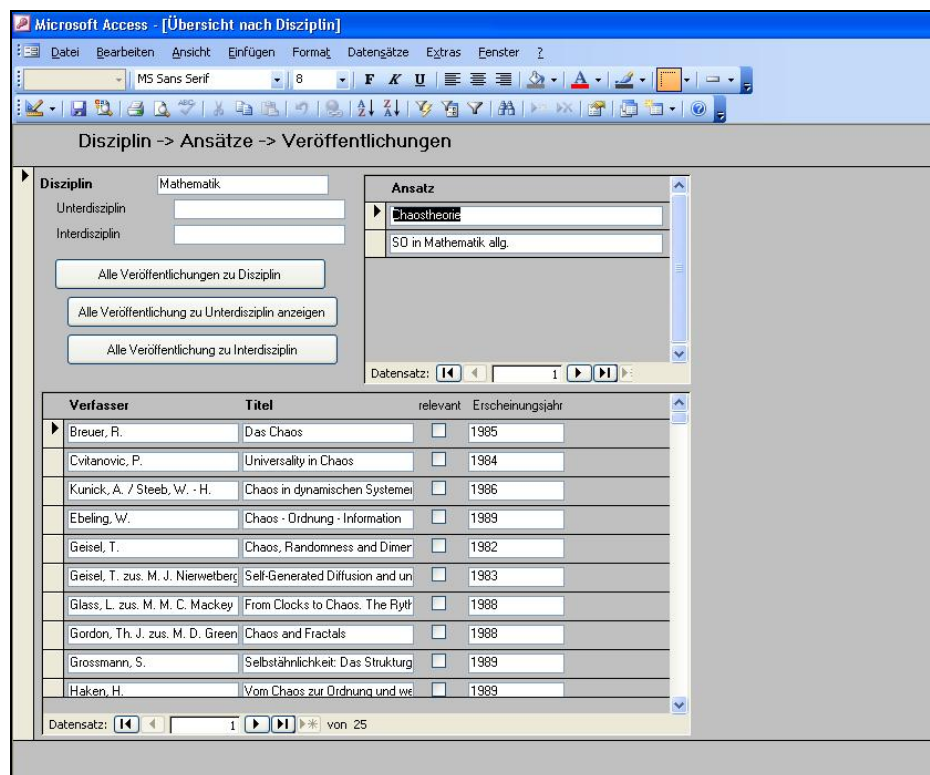 Microsoft Access - [Übersicht nach Disziplin]
Datei Bearbeiten Ansicht Einfügen Format Datensätze Extras Fenster ?
MS Sans Serif 8 F K U A
Disziplin -> Ansätze -> Veröffentlichungen
Disziplin Mathematik
Unterdisziplin
Interdisziplin
Alle Veröffentlichungen zu Disziplin
Alle Veröffentlichung zu Unterdisziplin anzeigen
Alle Veröffentlichung zu Interdisziplin
Ansatz
Chaostheorie
SO in Mathematik allg.
Datensatz: 1
Verfasser Titel relevant Erscheinungsjahr
Breuer, R. Das Chaos 1985
Cvitanovic, P. Universality in Chaos 1984
Kunick, A. / Steeb, W. - H. Chaos in dynamischen Systemen 1986
Ebeling, W. Chaos - Ordnung - Information 1989
Geisel, T. Chaos, Randomness and Dimer 1982
Geisel, T. zus. M. J. Nierwetberg Self-Generated Diffusion and un 1983
Glass, L. zus. M. M. C. Mackey From Clocks to Chaos. The Ryth 1988
Gordon, Th. J. zus. M. D. Green Chaos and Fractals 1988
Grossmann, S. Selbstähnlichkeit: Das Strukturg 1989
Haken, H. Vom Chaos zur Ordnung und we 1989
Datensatz: 1 von 25